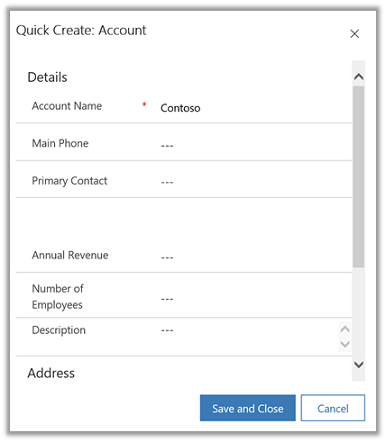 Quick Create: Account
Details
Account Name * Contoso
Main Phone ---
Primary Contact ---
Annual Revenue ---
Number of
Employees ---
Description ---
Address
Save and Close Cancel